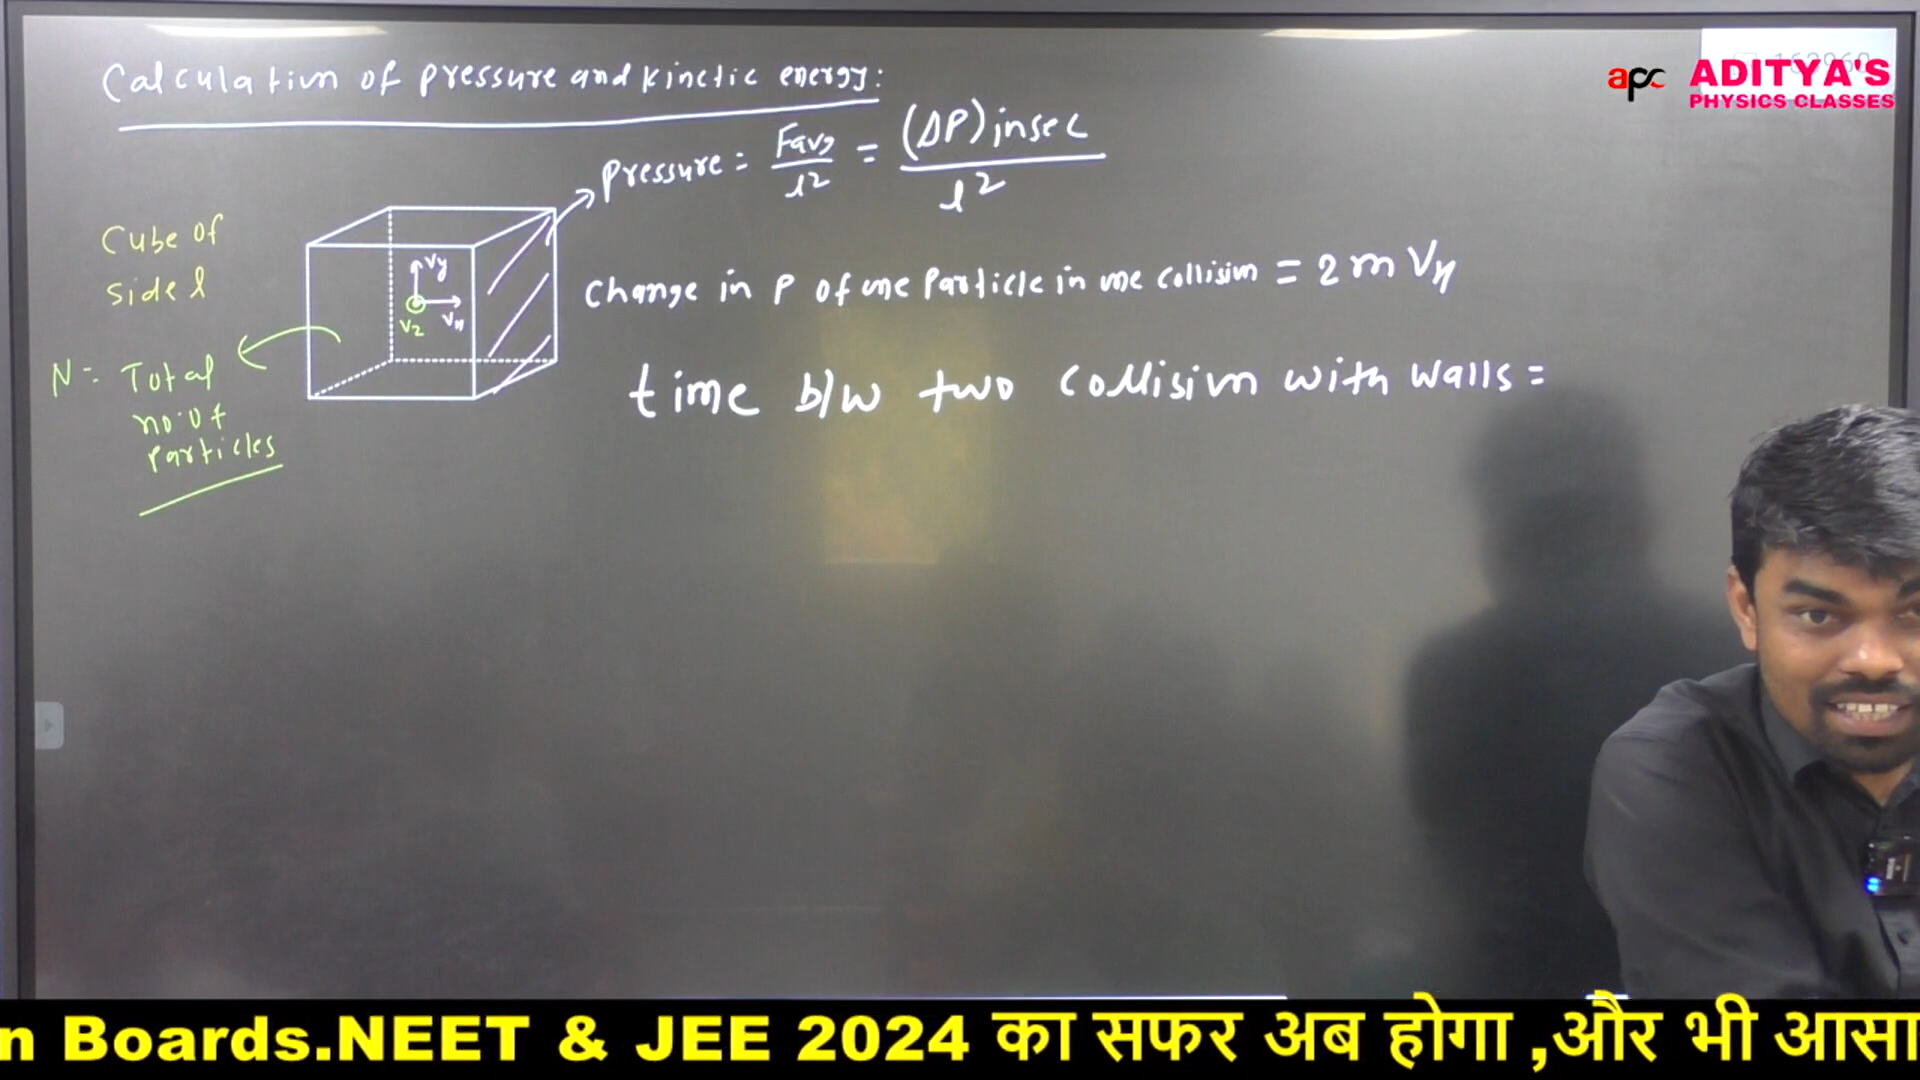 Calculation of pressure and kinetic energy:
apc ADITYA'S
PHYSICS CLASSES
Pressure = Favg / l² = (ΔP) in sec / l²
Cube of
side l
Vy
Vx
Vz
Change in P of one Particle in one collision = 2mVx
N = Total
no. of
particles
time b/w two Collision with walls =
n Boards.NEET & JEE 2024 का सफर अब होगा ,और भी आसा